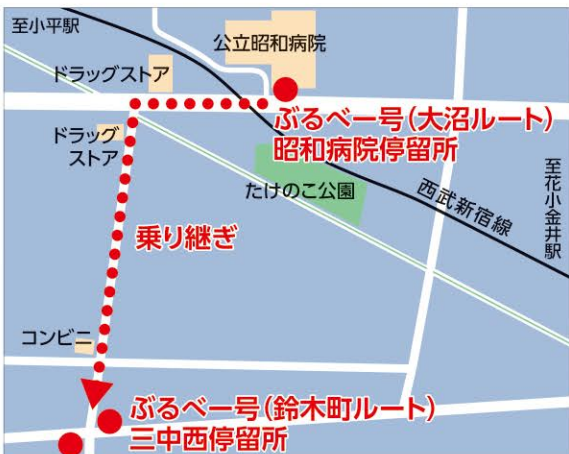 至小平駅
公立昭和病院
ドラッグストア
ぶるべー号(大沼ルート)
昭和病院停留所
ドラッグ
ストア
たけのこ公園
西武新宿線
至花小金井駅
乗り継ぎ
コンビニ
ぶるべー号(鈴木町ルート)
三中西停留所